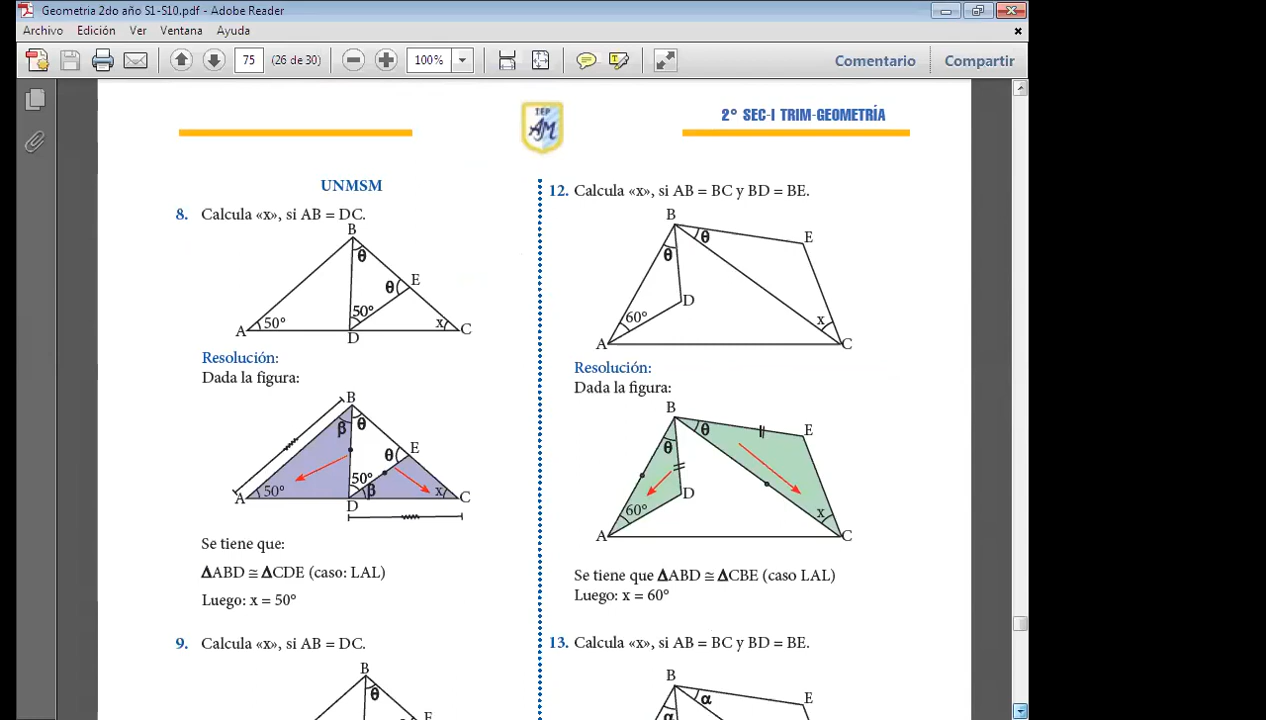 Geometria 2do año S1-S10.pdf - Adobe Reader
Archivo Edición Ver Ventana Ayuda
75 (26 de 30) 100% Comentario Compartir
IEP
AM
2° SEC-I TRIM-GEOMETRÍA
UNMSM
8. Calcula «x», si AB = DC.
B
θ
E
θ
50°
50°
x
A
D
C
Resolución:
Dada la figura:
B
β θ
E
θ
50°
50°
β
x
A
D
C
Se tiene que:
ΔABD ≅ ΔCDE (caso: LAL)
Luego: x = 50°
9. Calcula «x», si AB = DC.
B
θ
E
12. Calcula «x», si AB = BC y BD = BE.
B
θ
E
θ
D
60°
x
A
C
Resolución:
Dada la figura:
B
θ
E
θ
D
60°
x
A
C
Se tiene que ΔABD ≅ ΔCBE (caso LAL)
Luego: x = 60°
13. Calcula «x», si AB = BC y BD = BE.
B
α
E
α